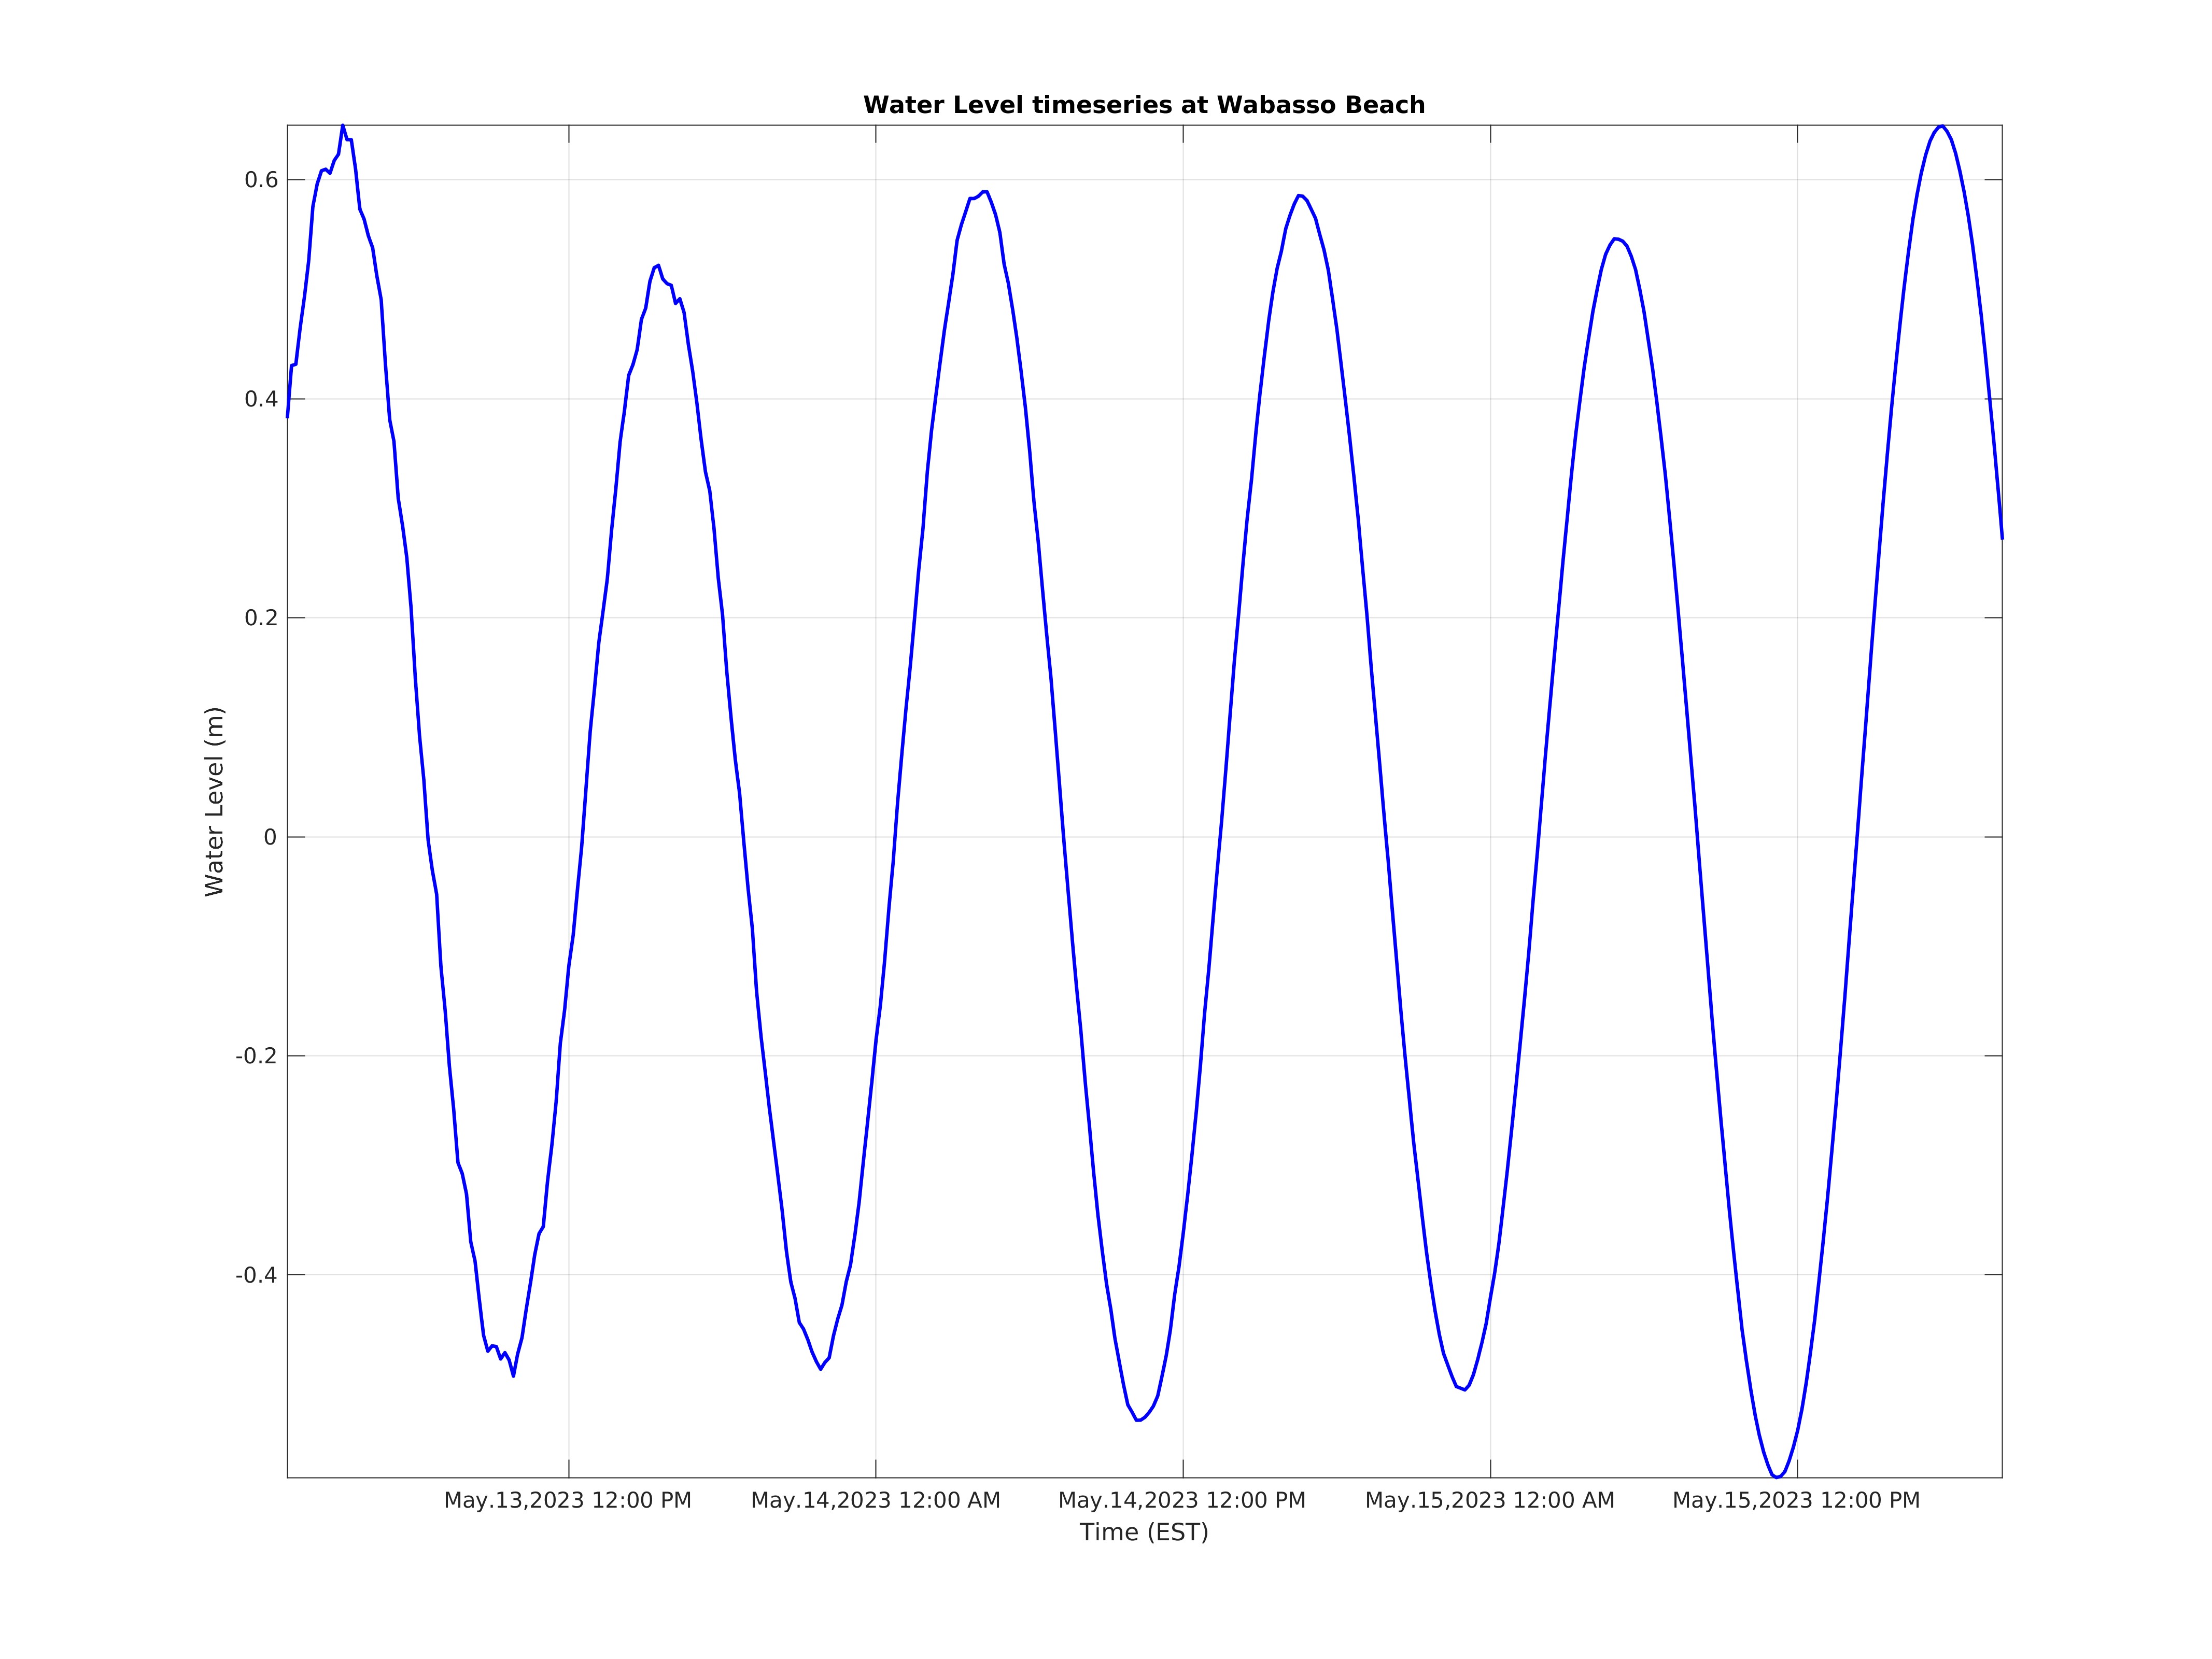 Water Level timeseries at Wabasso Beach
0.6
0.4
0.2
0
-0.2
-0.4
Water Level (m)
May.13,2023 12:00 PM May.14,2023 12:00 AM May.14,2023 12:00 PM May.15,2023 12:00 AM May.15,2023 12:00 PM
Time (EST)